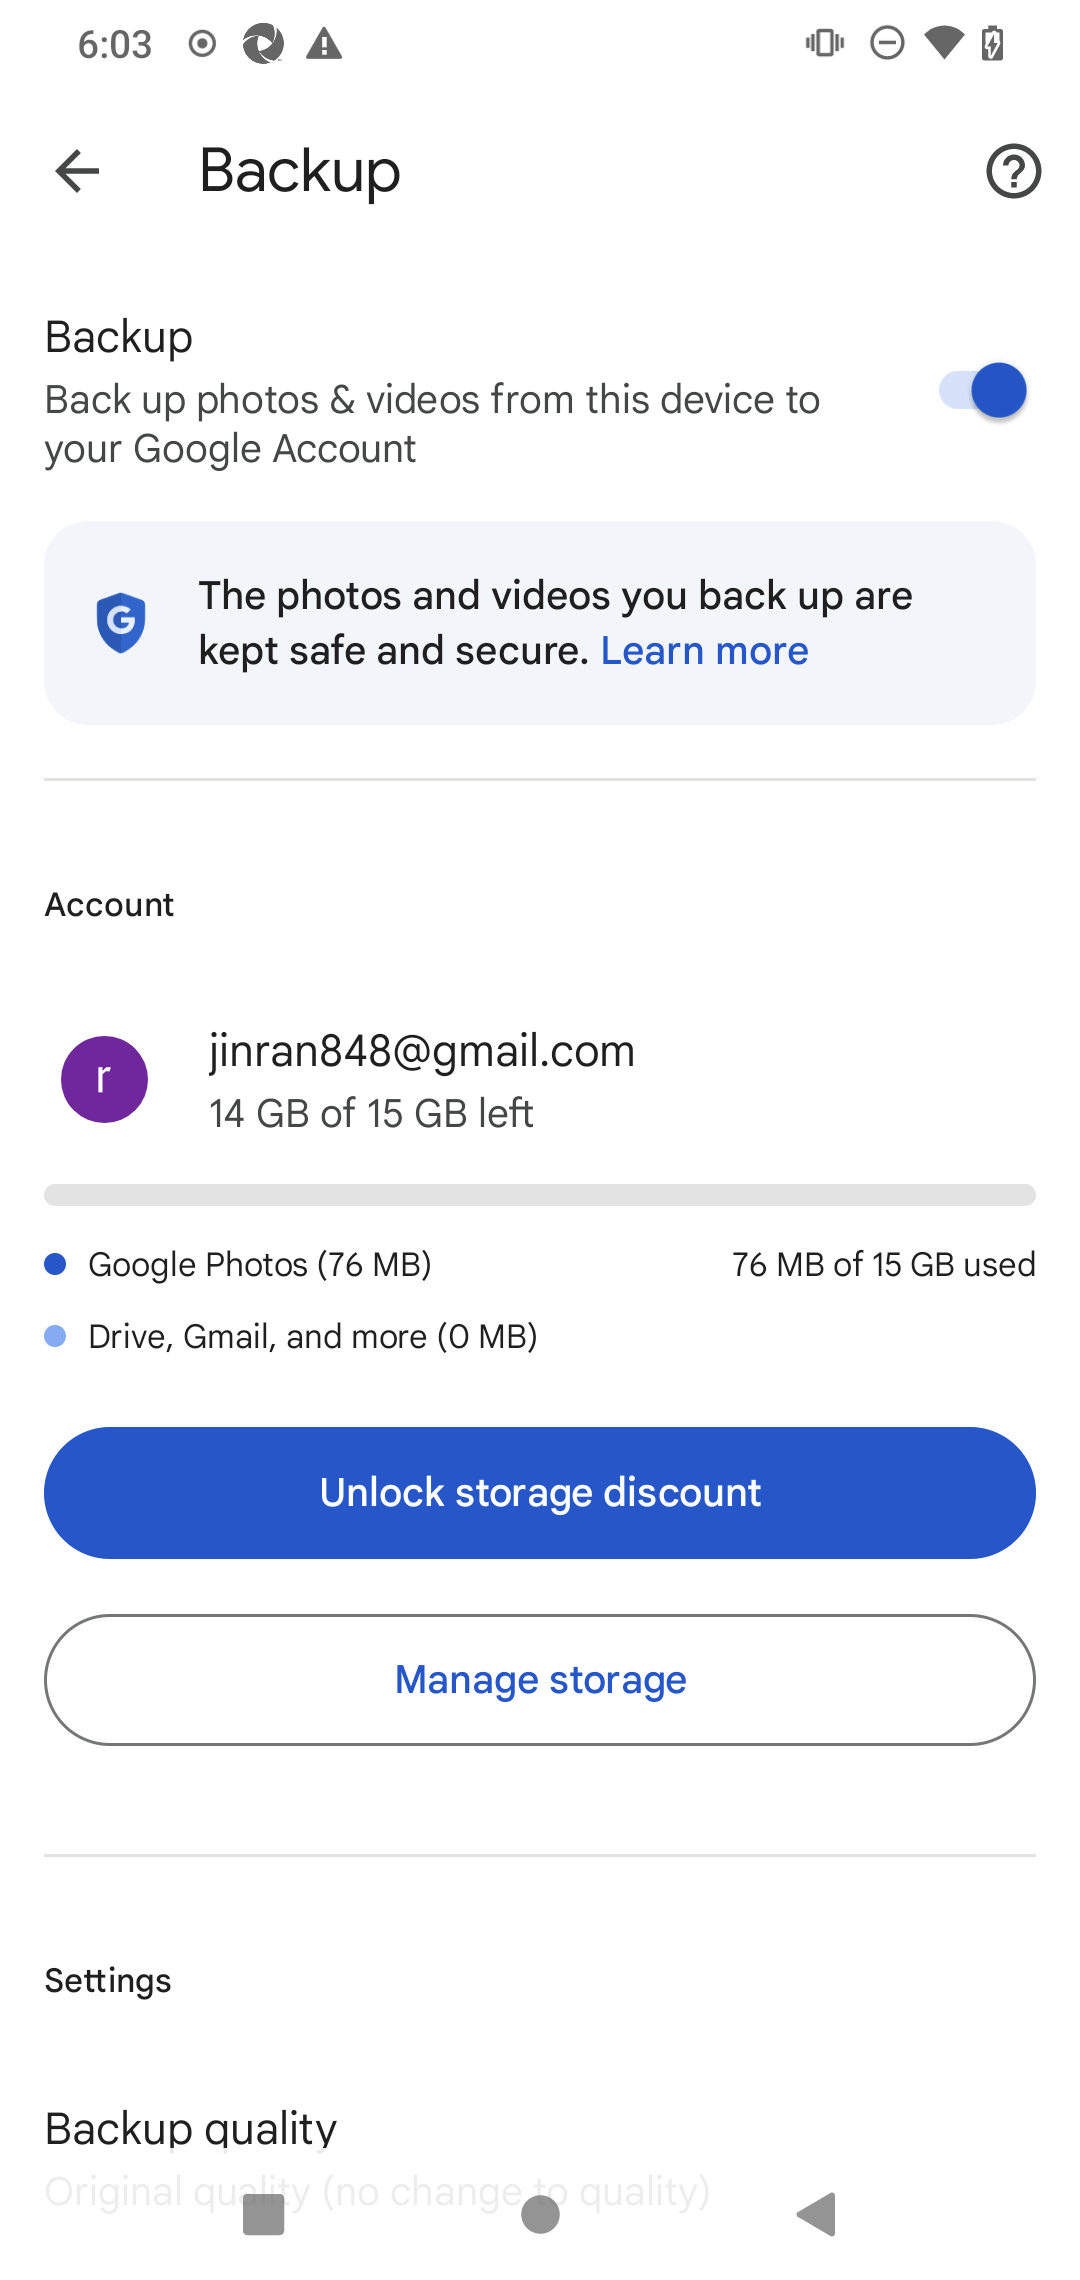 6:03
Backup
Backup
Back up photos & videos from this device to
your Google Account
G
The photos and videos you back up are
kept safe and secure. Learn more
Account
r
jinran848@gmail.com
14 GB of 15 GB left
Google Photos (76 MB)
76 MB of 15 GB used
Drive, Gmail, and more (0 MB)
Unlock storage discount
Manage storage
Settings
Backup quality
Original quality (no change to quality)